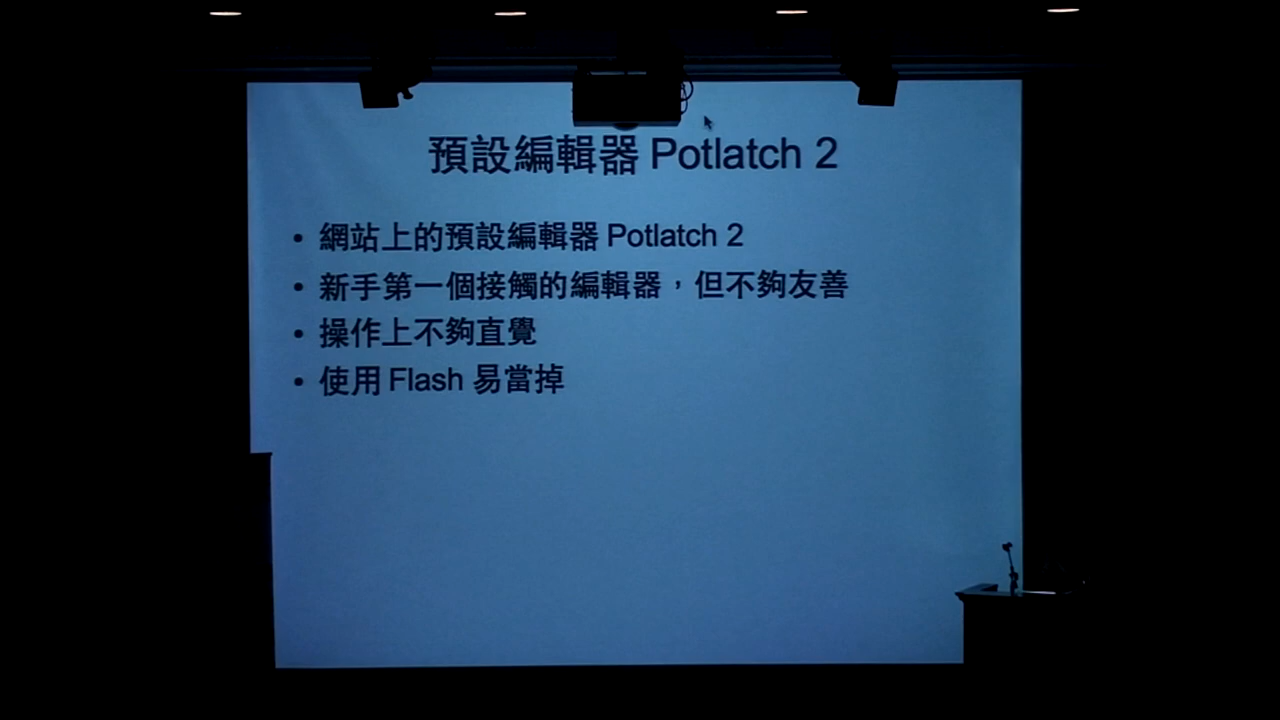 預設編輯器 Potlatch 2
• 網站上的預設編輯器 Potlatch 2
• 新手第一個接觸的編輯器，但不夠友善
• 操作上不夠直覺
• 使用 Flash 易當掉